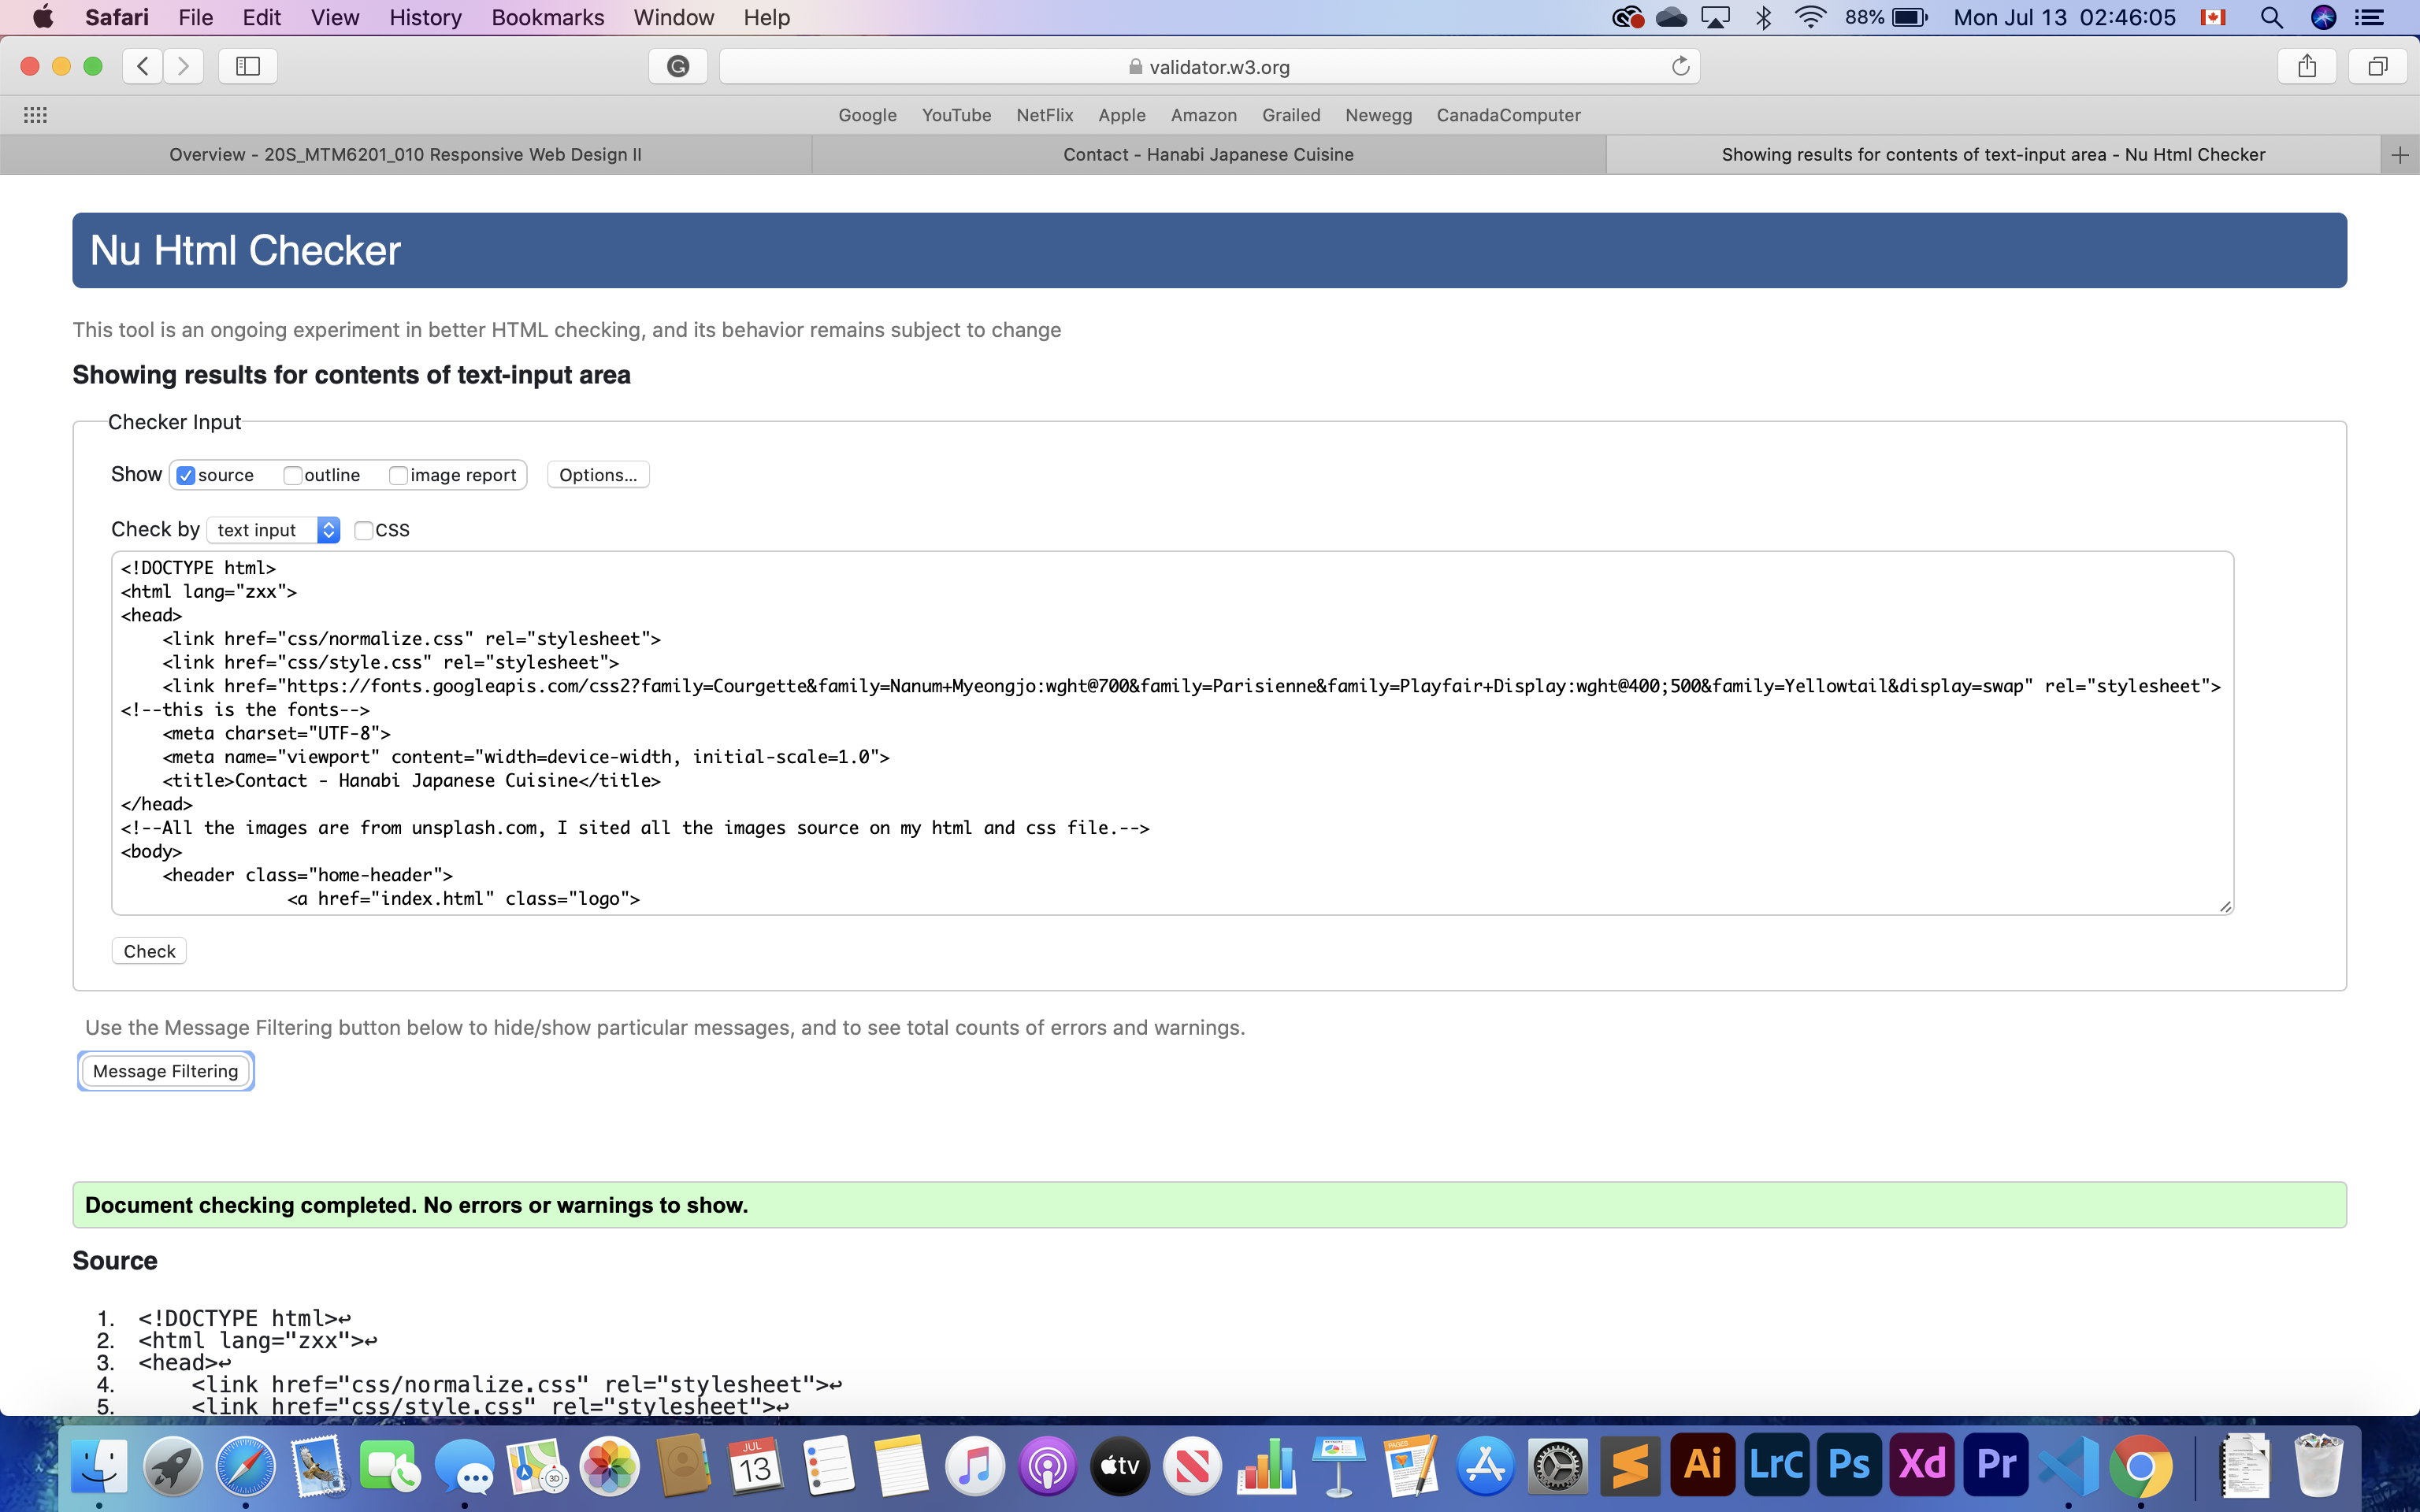 Safari File Edit View History Bookmarks Window Help 88% Mon Jul 13 02:46:05
validator.w3.org
Google YouTube NetFlix Apple Amazon Grailed Newegg CanadaComputer
Overview - 20S_MTM6201_010 Responsive Web Design II Contact - Hanabi Japanese Cuisine Showing results for contents of text-input area - Nu Html Checker
Nu Html Checker
This tool is an ongoing experiment in better HTML checking, and its behavior remains subject to change
Showing results for contents of text-input area
Checker Input
Show source outline image report Options...
Check by text input CSS
<!DOCTYPE html>
<html lang="zxx">
<head>
<link href="css/normalize.css" rel="stylesheet">
<link href="css/style.css" rel="stylesheet">
<link href="https://fonts.googleapis.com/css2?family=Courgette&family=Nanum+Myeongjo:wght@700&family=Parisienne&family=Playfair+Display:wght@400;500&family=Yellowtail&display=swap" rel="stylesheet">
<!--this is the fonts-->
<meta charset="UTF-8">
<meta name="viewport" content="width=device-width, initial-scale=1.0">
<title>Contact - Hanabi Japanese Cuisine</title>
</head>
<!--All the images are from unsplash.com, I sited all the images source on my html and css file.-->
<body>
<header class="home-header">
<a href="index.html" class="logo">
Check
Use the Message Filtering button below to hide/show particular messages, and to see total counts of errors and warnings.
Message Filtering
Document checking completed. No errors or warnings to show.
Source
1. <!DOCTYPE html>↩
2. <html lang="zxx">↩
3. <head>↩
4. <link href="css/normalize.css" rel="stylesheet">↩
5. <link href="css/style.css" rel="stylesheet">↩
JUL 13 3D PAGES tv Ai LrC Ps Xd Pr